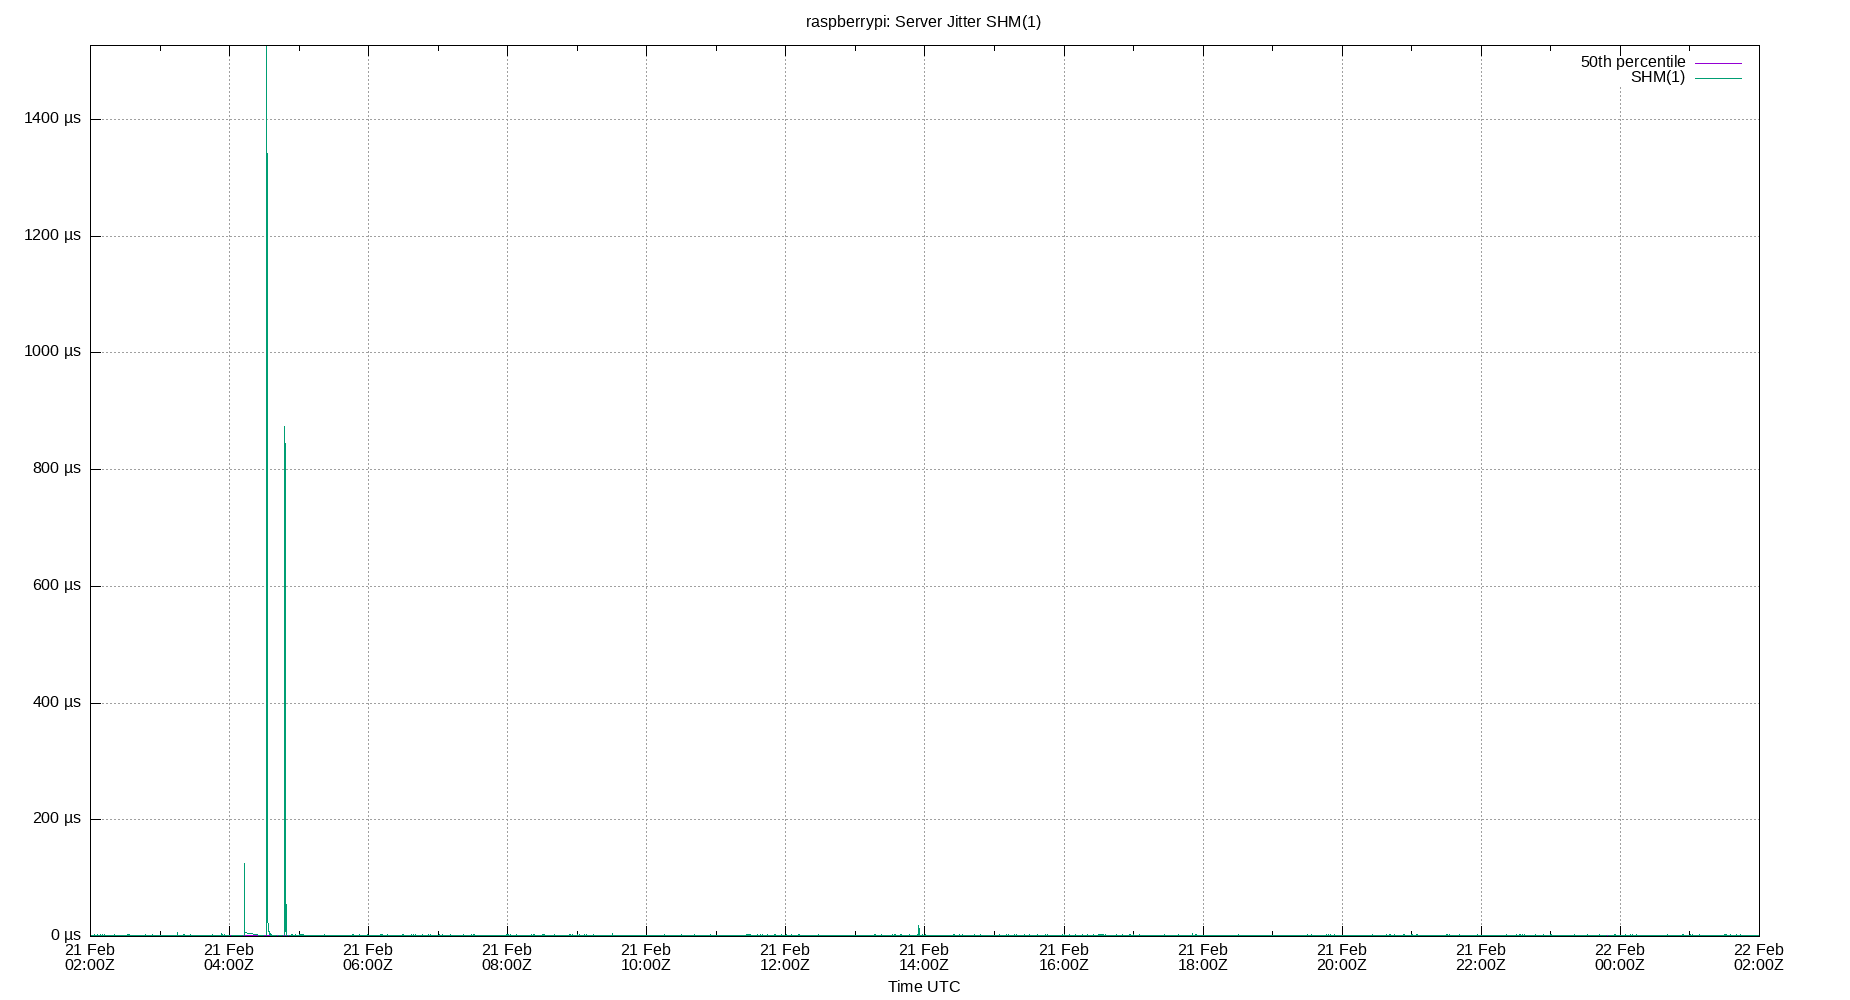 raspberrypi: Server Jitter SHM(1)
50th percentile
SHM(1)
1400 µs
1200 µs
1000 µs
800 µs
600 µs
400 µs
200 µs
0 µs
21 Feb 21 Feb 21 Feb 21 Feb 21 Feb 21 Feb 21 Feb 21 Feb 21 Feb 21 Feb 21 Feb 22 Feb 22 Feb
02:00Z 04:00Z 06:00Z 08:00Z 10:00Z 12:00Z 14:00Z 16:00Z 18:00Z 20:00Z 22:00Z 00:00Z 02:00Z
Time UTC